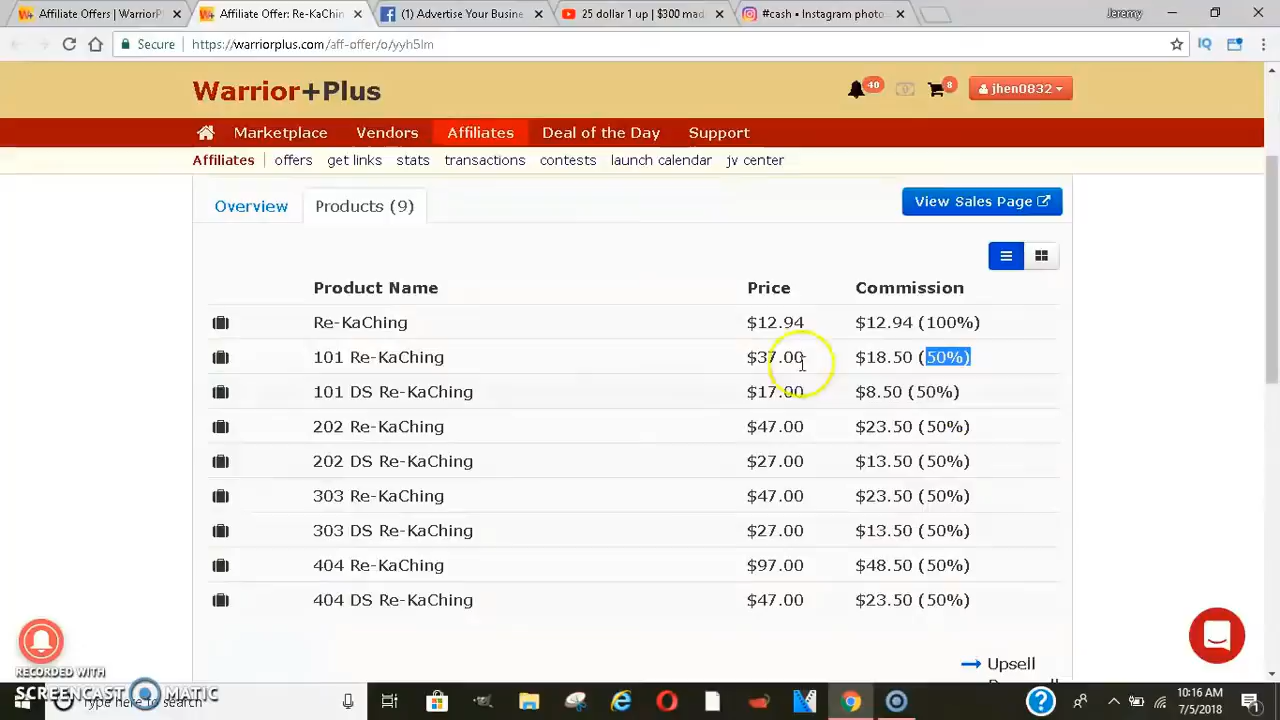 Affiliate Offers | WarriorP
Affiliate Offer: Re-KaChin
(1) Advertise Your Busine
25 dollar 1 up | $300 mad
#cash • Instagram photo
Jeremy
Secure
https://warriorplus.com/aff-offer/o/yyh5lm
IQ
Warrior+Plus
40
8
jhen0832
Marketplace
Vendors
Affiliates
Deal of the Day
Support
Affiliates
offers
get links
stats
transactions
contests
launch calendar
jv center
Overview
Products (9)
View Sales Page
Product Name Price Commission
Re-KaChing $12.94 $12.94 (100%)
101 Re-KaChing $37.00 $18.50 (50%)
101 DS Re-KaChing $17.00 $8.50 (50%)
202 Re-KaChing $47.00 $23.50 (50%)
202 DS Re-KaChing $27.00 $13.50 (50%)
303 Re-KaChing $47.00 $23.50 (50%)
303 DS Re-KaChing $27.00 $13.50 (50%)
404 Re-KaChing $97.00 $48.50 (50%)
404 DS Re-KaChing $47.00 $23.50 (50%)
Upsell
RECORDED WITH
SCREENCAST MATIC
Type here to search
10:16 AM
7/5/2018
1